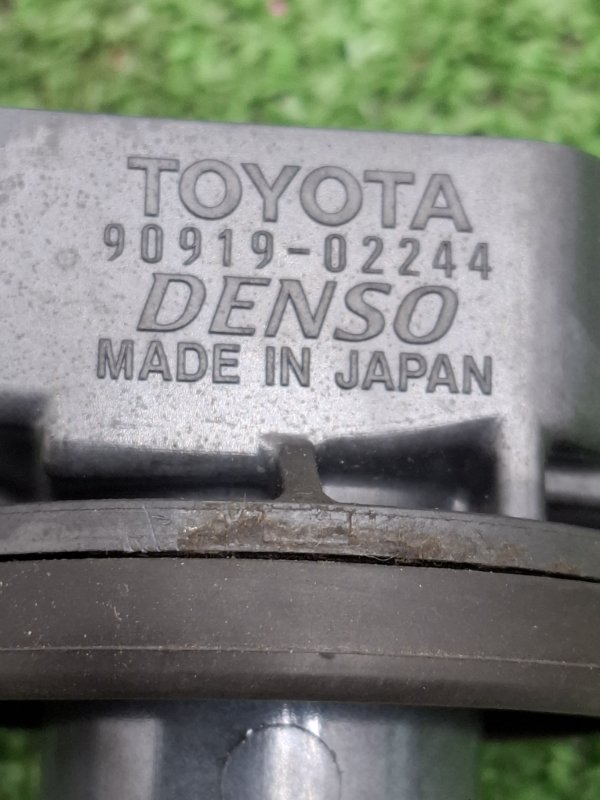 TOYOTA
90919-02244
DENSO
MADE IN JAPAN